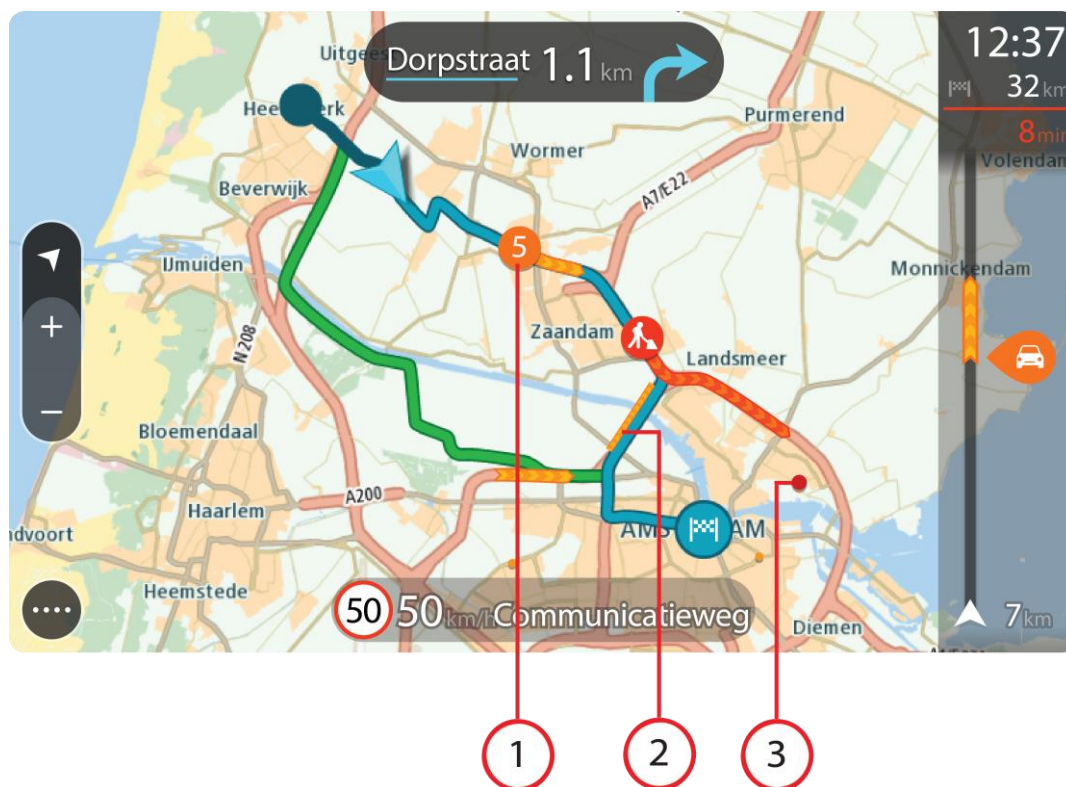 Uitgees
Dorpstraat 1.1 km
12:37
32 km
8 min
Hee erk
Purmerend
Wormer
Volendam
A7/E22
Beverwijk
5
IJmuiden
Monnickendam
+
Zaandam
N 208
Landsmeer
−
Bloemendaal
A200
Haarlem
ndvoort
AMS AM
Heemstede
50 50 km/h Communicatieweg
Diemen
7 km
1
2
3